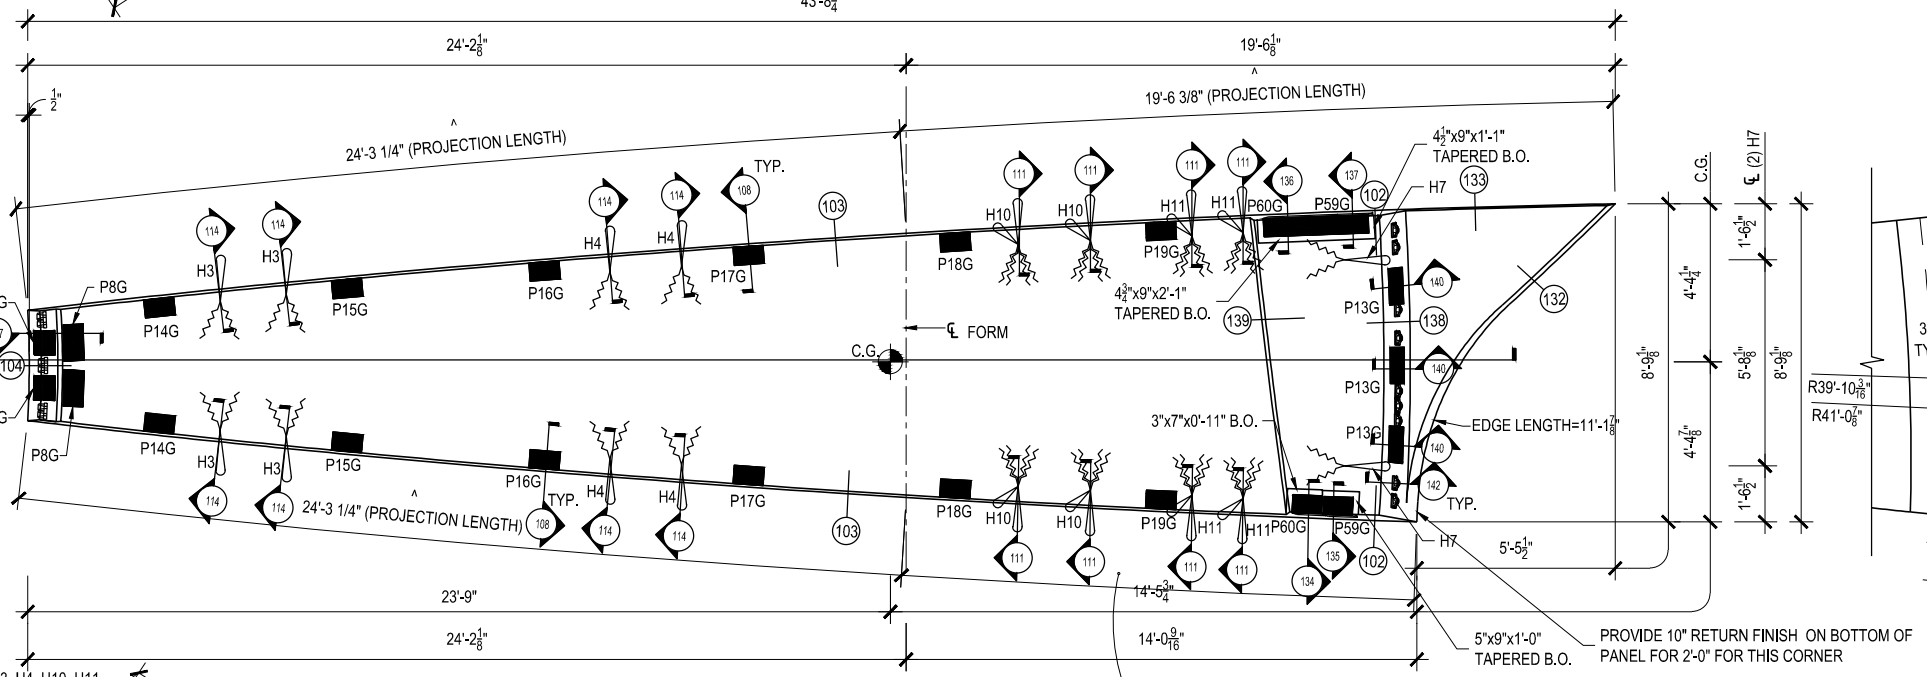 43'-8 1/4"
24'-2 1/8"
19'-6 1/8"
1/2"
24'-3 1/4" (PROJECTION LENGTH)
19'-6 3/8" (PROJECTION LENGTH)
4 1/2"x9"x1'-1"
TAPERED B.O.
H7
133
C.G.
℄ (2) H7
114
114
114
114
108
TYP.
103
111
111
111
111
136
137
102
H3
H3
H4
H4
H10
H10
H11
H11
P60G
P59G
P8G
P14G
P15G
P16G
P17G
P18G
P19G
4 3/4"x9"x2'-1"
TAPERED B.O.
139
℄ FORM
C.G.
104
P13G
140
138
132
P13G
140
P13G
140
142
TYP.
EDGE LENGTH=11'-1 7/8"
3"x7"x0'-11" B.O.
1'-6 1/2"
4'-4 1/4"
8'-9 1/8"
5'-8 1/8"
8'-9 1/8"
4'-4 7/8"
1'-6 1/2"
R39'-10 3/16"
R41'-0 7/8"
P8G
P14G
P15G
P16G
P17G
P18G
P19G
P60G
P59G
H3
H3
H4
H4
H10
H10
H11
H11
H7
114
114
TYP.
108
114
114
103
111
111
111
111
134
135
102
24'-3 1/4" (PROJECTION LENGTH)
5'-5 1/2"
23'-9"
14'-5 3/4"
24'-2 1/8"
14'-0 9/16"
5"x9"x1'-0"
TAPERED B.O.
PROVIDE 10" RETURN FINISH ON BOTTOM OF
PANEL FOR 2'-0" FOR THIS CORNER